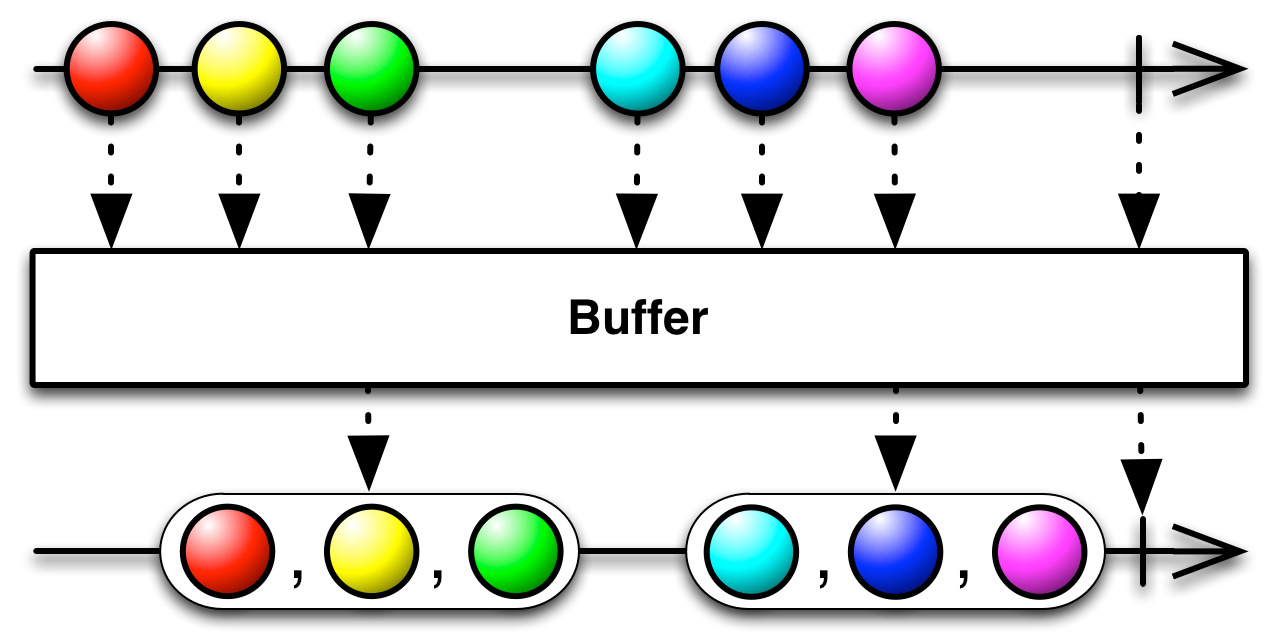 Buffer
, , , ,